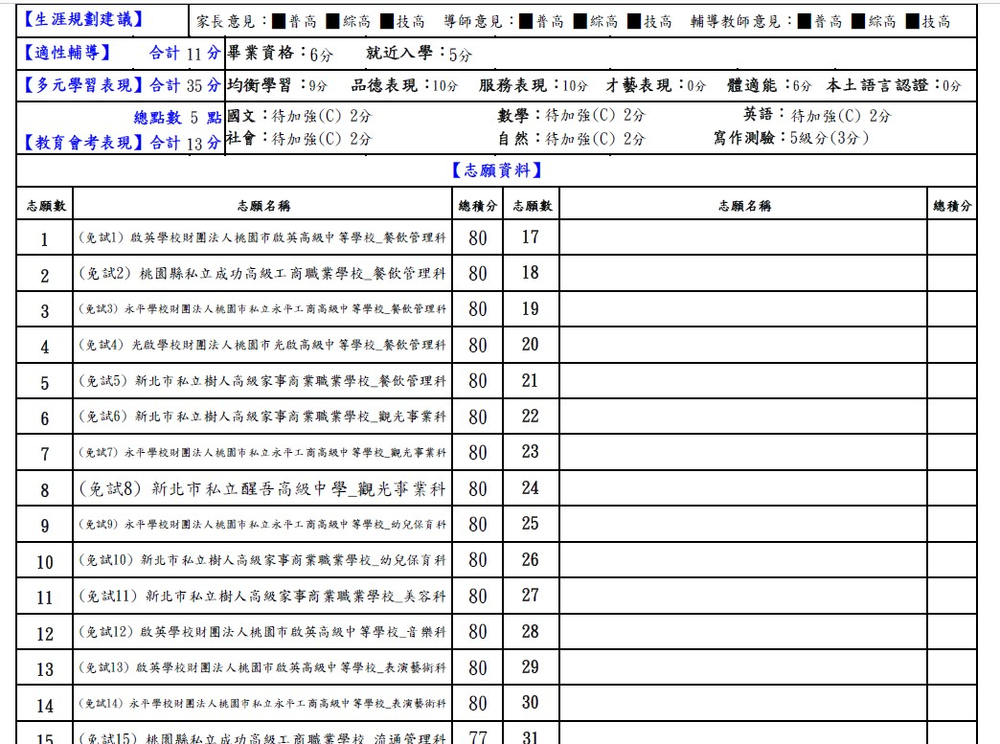 【生涯規劃建議】 家長意見：■普高 ■綜高 ■技高 導師意見：■普高 ■綜高 ■技高 輔導教師意見：■普高 ■綜高 ■技高
【適性輔導】 合計 11 分 畢業資格：6分 就近入學：5分
【多元學習表現】合計 35 分 均衡學習：9分 品德表現：10分 服務表現：10分 才藝表現：0分 體適能：6分 本土語言認證：0分
總點數 5 點 國文：待加強(C) 2分 數學：待加強(C) 2分 英語：待加強(C) 2分
【教育會考表現】合計 13 分 社會：待加強(C) 2分 自然：待加強(C) 2分 寫作測驗：5級分(3分)
【志願資料】
志願數 志願名稱 總積分 志願數 志願名稱 總積分
1 (免試1) 啟英學校財團法人桃園市啟英高級中等學校_餐飲管理科 80 17
2 (免試2) 桃園縣私立成功高級工商職業學校_餐飲管理科 80 18
3 (免試3) 永平學校財團法人桃園市私立永平工商高級中等學校_餐飲管理科 80 19
4 (免試4) 光啟學校財團法人桃園市光啟高級中等學校_餐飲管理科 80 20
5 (免試5) 新北市私立樹人高級家事商業職業學校_餐飲管理科 80 21
6 (免試6) 新北市私立樹人高級家事商業職業學校_觀光事業科 80 22
7 (免試7) 永平學校財團法人桃園市私立永平工商高級中等學校_觀光事業科 80 23
8 (免試8) 新北市私立醒吾高級中學_觀光事業科 80 24
9 (免試9) 永平學校財團法人桃園市私立永平工商高級中等學校_幼兒保育科 80 25
10 (免試10) 新北市私立樹人高級家事商業職業學校_幼兒保育科 80 26
11 (免試11) 新北市私立樹人高級家事商業職業學校_美容科 80 27
12 (免試12) 啟英學校財團法人桃園市啟英高級中等學校_音樂科 80 28
13 (免試13) 啟英學校財團法人桃園市啟英高級中等學校_表演藝術科 80 29
14 (免試14) 永平學校財團法人桃園市私立永平工商高級中等學校_表演藝術科 80 30
15 (免試15) 桃園縣私立成功高級工商職業學校_流通管理科 77 31